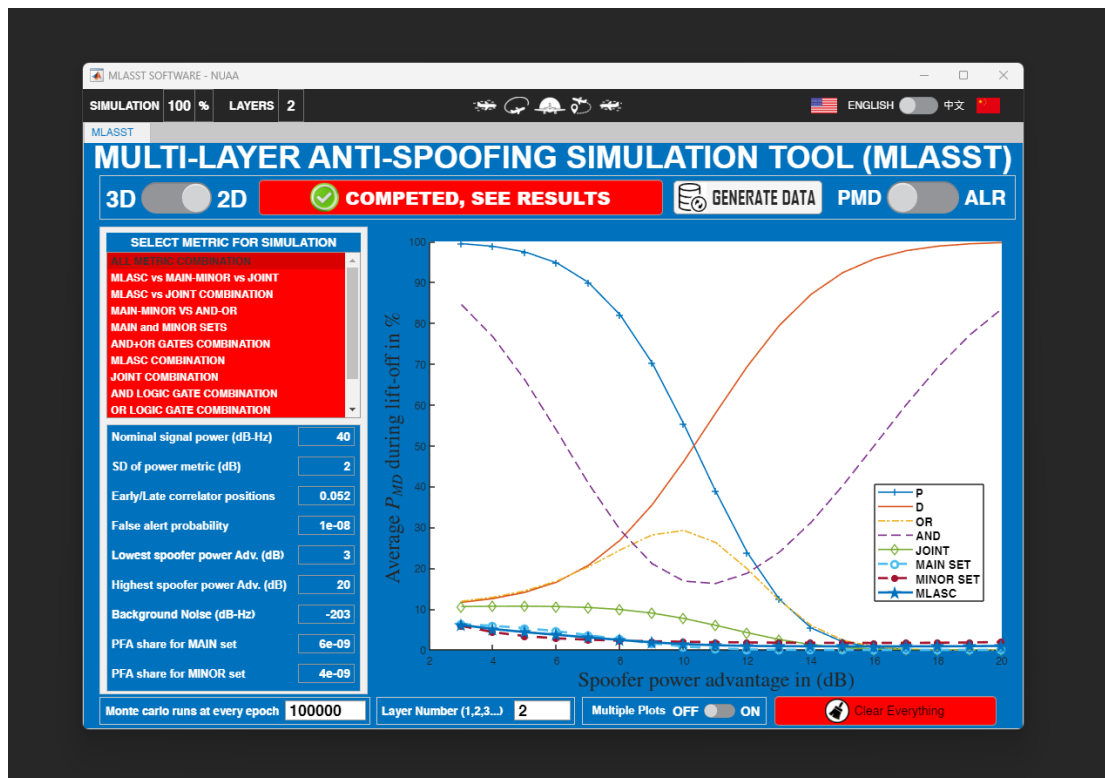 MLASST SOFTWARE - NUAA
SIMULATION 100 % LAYERS 2 ENGLISH 中文
MLASST
MULTI-LAYER ANTI-SPOOFING SIMULATION TOOL (MLASST)
3D 2D COMPETED, SEE RESULTS GENERATE DATA PMD ALR
SELECT METRIC FOR SIMULATION
ALL METRIC COMBINATION
MLASC vs MAIN-MINOR vs JOINT
MLASC vs JOINT COMBINATION
MAIN-MINOR VS AND-OR
MAIN and MINOR SETS
AND+OR GATES COMBINATION
MLASC COMBINATION
JOINT COMBINATION
AND LOGIC GATE COMBINATION
OR LOGIC GATE COMBINATION
Nominal signal power (dB-Hz) 40
SD of power metric (dB) 2
Early/Late correlator positions 0.052
False alert probability 1e-08
Lowest spoofer power Adv. (dB) 3
Highest spoofer power Adv. (dB) 20
Background Noise (dB-Hz) -203
PFA share for MAIN set 6e-09
PFA share for MINOR set 4e-09
Average P_MD during lift-off in %
100
90
80
70
60
50
40
30
20
10
0
2 4 6 8 10 12 14 16 18 20
Spoofer power advantage in (dB)
P
D
OR
AND
JOINT
MAIN SET
MINOR SET
MLASC
Monte carlo runs at every epoch 100000 Layer Number (1,2,3...) 2 Multiple Plots OFF ON Clear Everything